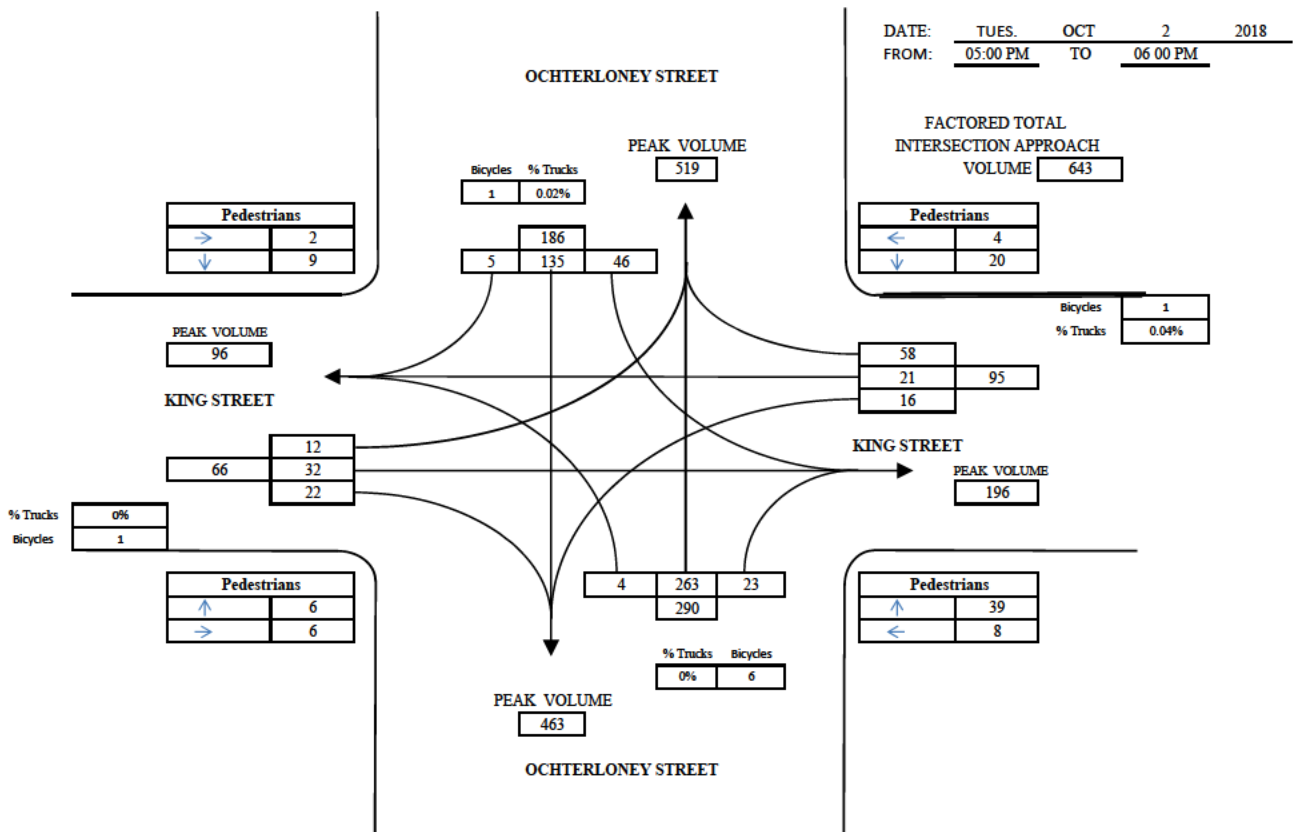 DATE: TUES. OCT 2 2018
FROM: 05:00 PM TO 06 00 PM
OCHTERLONEY STREET
FACTORED TOTAL
INTERSECTION APPROACH
VOLUME 643
PEAK VOLUME
519
Bicycles % Trucks
1 0.02%
Pedestrians
→ 2
↓ 9
186
5 135 46
Pedestrians
← 4
↓ 20
Bicycles 1
% Trucks 0.04%
PEAK VOLUME
96
KING STREET
58
21 95
16
12
66 32
22
KING STREET
PEAK VOLUME
196
% Trucks 0%
Bicycles 1
Pedestrians
↑ 6
→ 6
4 263 23
290
Pedestrians
↑ 39
← 8
% Trucks Bicycles
0% 6
PEAK VOLUME
463
OCHTERLONEY STREET